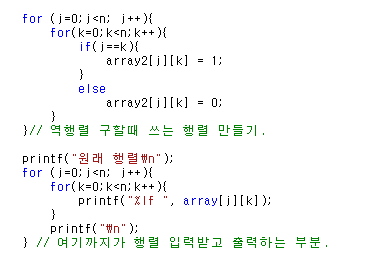 for (j=0;j<n; j++){
    for(k=0;k<n;k++){
        if(j==k){
            array2[j][k] = 1;
        }
        else
            array2[j][k] = 0;
    }
}// 역행렬 구할때 쓰는 행렬 만들기.
printf("원래 행렬₩n");
for (j=0;j<n; j++){
    for(k=0;k<n;k++){
        printf("%lf ", array[j][k]);
    }
    printf("₩n");
} // 여기까지가 행렬 입력받고 출력하는 부분.